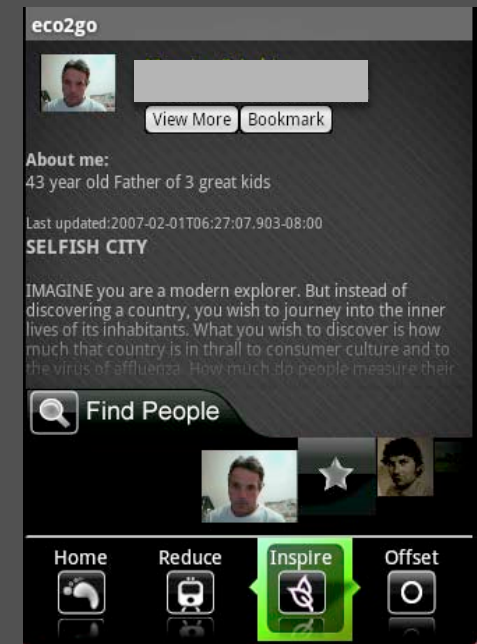 eco2go
View More Bookmark
About me:
43 year old Father of 3 great kids
Last updated:2007-02-01T06:27:07.903-08:00
SELFISH CITY
IMAGINE you are a modern explorer. But instead of
discovering a country, you wish to journey into the inner
lives of its inhabitants. What you wish to discover is how
much that country is in thrall to consumer culture and to
the virus of affluenza. How much do people measure their
Find People
Home Reduce Inspire Offset